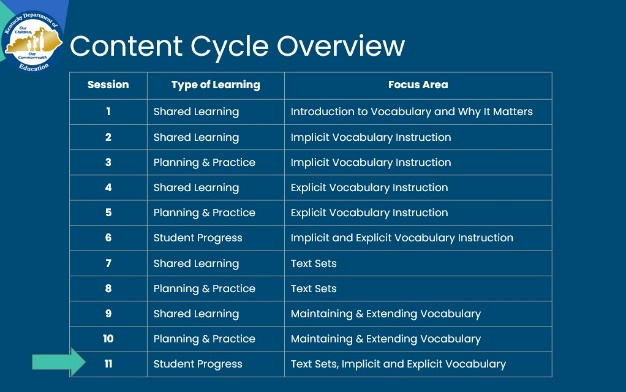 Kentucky Department of
Our Children,
Our Commonwealth
Education
Content Cycle Overview
Session Type of Learning Focus Area
1 Shared Learning Introduction to Vocabulary and Why It Matters
2 Shared Learning Implicit Vocabulary Instruction
3 Planning & Practice Implicit Vocabulary Instruction
4 Shared Learning Explicit Vocabulary Instruction
5 Planning & Practice Explicit Vocabulary Instruction
6 Student Progress Implicit and Explicit Vocabulary Instruction
7 Shared Learning Text Sets
8 Planning & Practice Text Sets
9 Shared Learning Maintaining & Extending Vocabulary
10 Planning & Practice Maintaining & Extending Vocabulary
11 Student Progress Text Sets, Implicit and Explicit Vocabulary